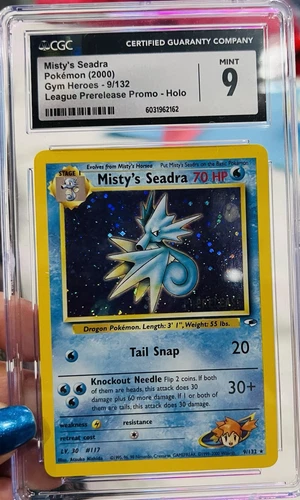 CGC
CERTIFIED GUARANTY COMPANY
Misty's Seadra
Pokémon (2000)
Gym Heroes - 9/132
League Prerelease Promo - Holo
MINT
9
6031962162
STAGE 1
Evolves from Misty's Horsea
Put Misty's Seadra on the Basic Pokémon
Misty's Seadra 70 HP
Dragon Pokémon. Length: 3' 1", Weight: 55 lbs.
Tail Snap 20
Knockout Needle Flip 2 coins. If both
of them are heads, this attack does 30
damage plus 60 more damage. If 1 or both of
them are tails, this attack does 30 damage.
30+
weakness
resistance
retreat cost
LV. 30 #117
9/132